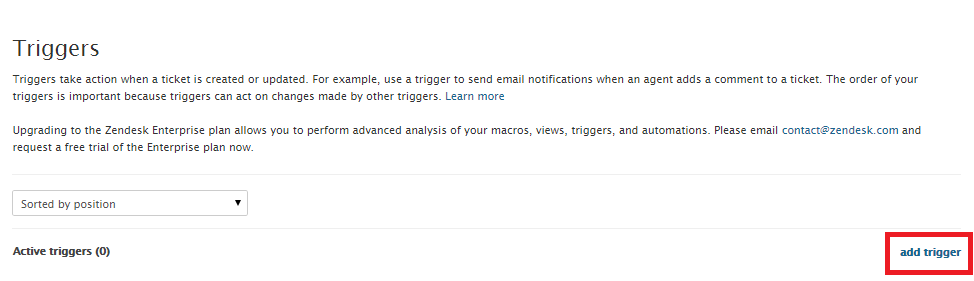 Triggers
Triggers take action when a ticket is created or updated. For example, use a trigger to send email notifications when an agent adds a comment to a ticket. The order of your
triggers is important because triggers can act on changes made by other triggers. Learn more
Upgrading to the Zendesk Enterprise plan allows you to perform advanced analysis of your macros, views, triggers, and automations. Please email contact@zendesk.com and
request a free trial of the Enterprise plan now.
Sorted by position
Active triggers (0)
add trigger